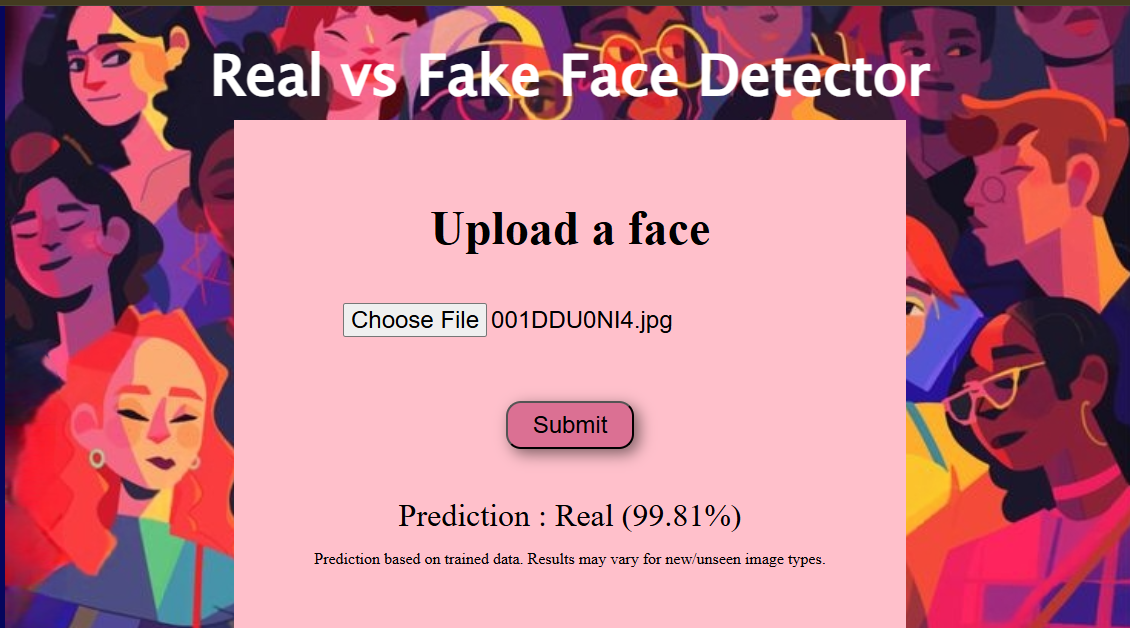 Real vs Fake Face Detector
Upload a face
Choose File 001DDU0NI4.jpg
Submit
Prediction : Real (99.81%)
Prediction based on trained data. Results may vary for new/unseen image types.